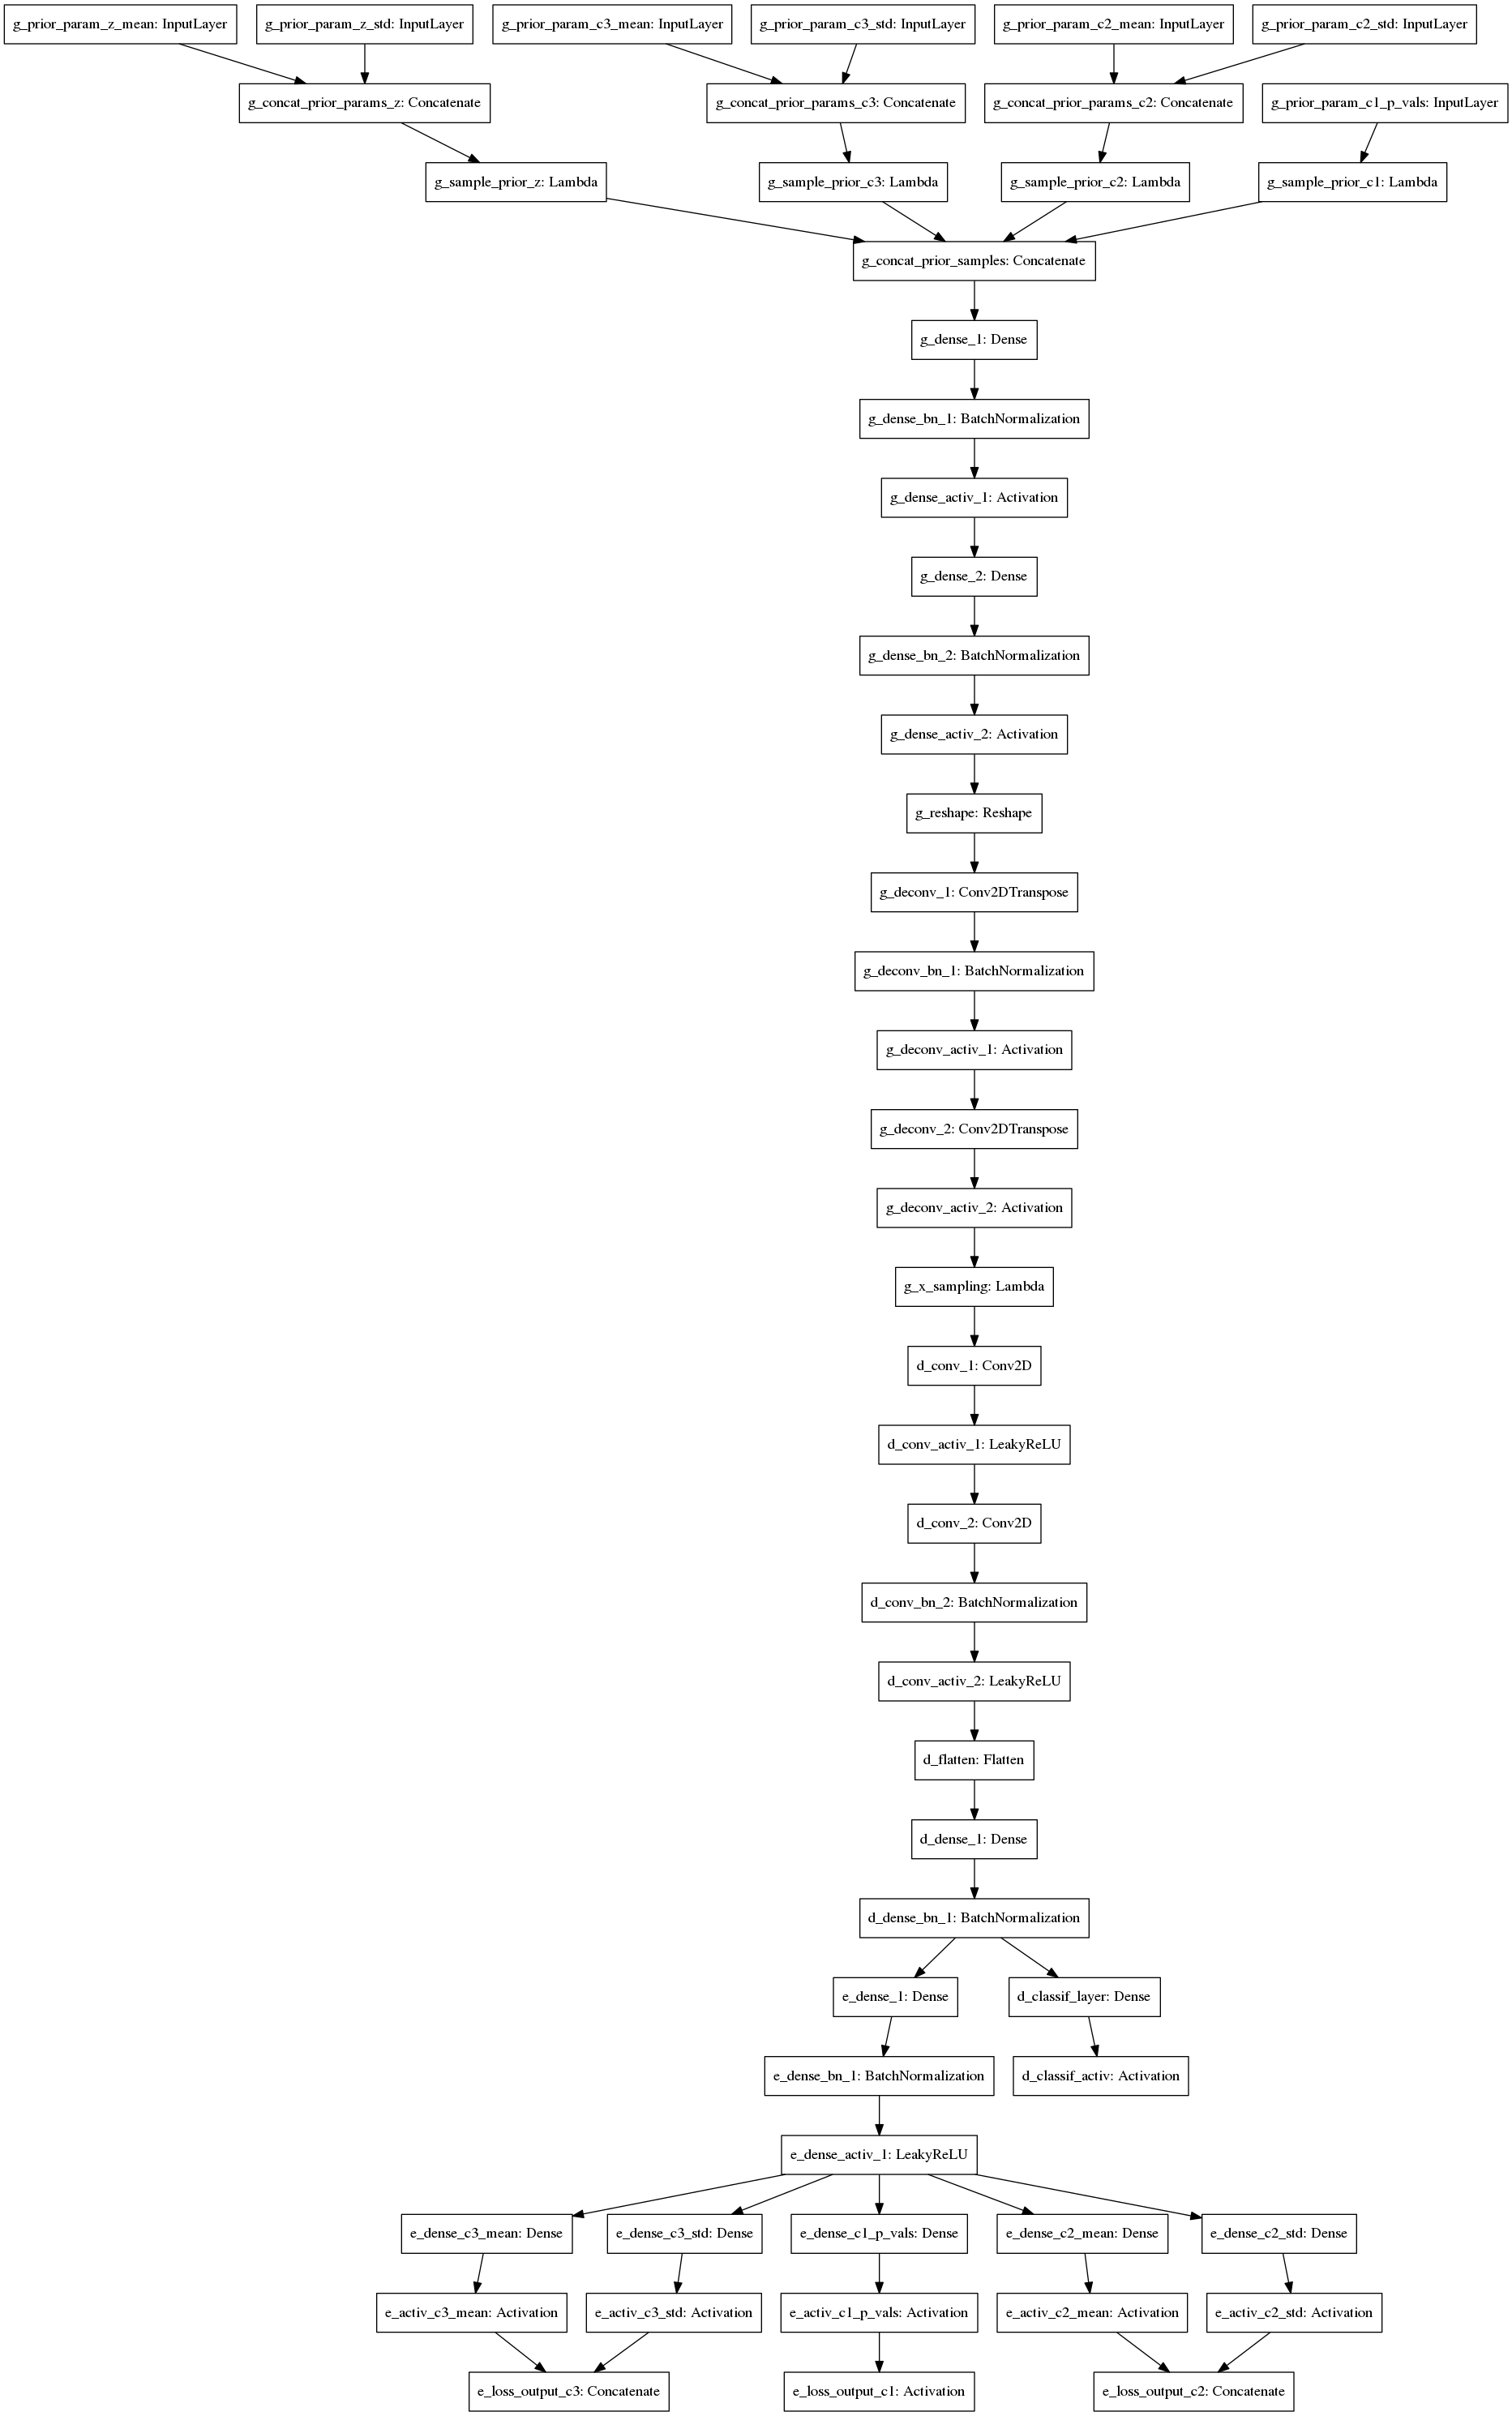 g_prior_param_z_mean: InputLayer
g_prior_param_z_std: InputLayer
g_prior_param_c3_mean: InputLayer
g_prior_param_c3_std: InputLayer
g_prior_param_c2_mean: InputLayer
g_prior_param_c2_std: InputLayer
g_concat_prior_params_z: Concatenate
g_concat_prior_params_c3: Concatenate
g_concat_prior_params_c2: Concatenate
g_prior_param_c1_p_vals: InputLayer
g_sample_prior_z: Lambda
g_sample_prior_c3: Lambda
g_sample_prior_c2: Lambda
g_sample_prior_c1: Lambda
g_concat_prior_samples: Concatenate
g_dense_1: Dense
g_dense_bn_1: BatchNormalization
g_dense_activ_1: Activation
g_dense_2: Dense
g_dense_bn_2: BatchNormalization
g_dense_activ_2: Activation
g_reshape: Reshape
g_deconv_1: Conv2DTranspose
g_deconv_bn_1: BatchNormalization
g_deconv_activ_1: Activation
g_deconv_2: Conv2DTranspose
g_deconv_activ_2: Activation
g_x_sampling: Lambda
d_conv_1: Conv2D
d_conv_activ_1: LeakyReLU
d_conv_2: Conv2D
d_conv_bn_2: BatchNormalization
d_conv_activ_2: LeakyReLU
d_flatten: Flatten
d_dense_1: Dense
d_dense_bn_1: BatchNormalization
e_dense_1: Dense
d_classif_layer: Dense
e_dense_bn_1: BatchNormalization
d_classif_activ: Activation
e_dense_activ_1: LeakyReLU
e_dense_c3_mean: Dense
e_dense_c3_std: Dense
e_dense_c1_p_vals: Dense
e_dense_c2_mean: Dense
e_dense_c2_std: Dense
e_activ_c3_mean: Activation
e_activ_c3_std: Activation
e_activ_c1_p_vals: Activation
e_activ_c2_mean: Activation
e_activ_c2_std: Activation
e_loss_output_c3: Concatenate
e_loss_output_c1: Activation
e_loss_output_c2: Concatenate